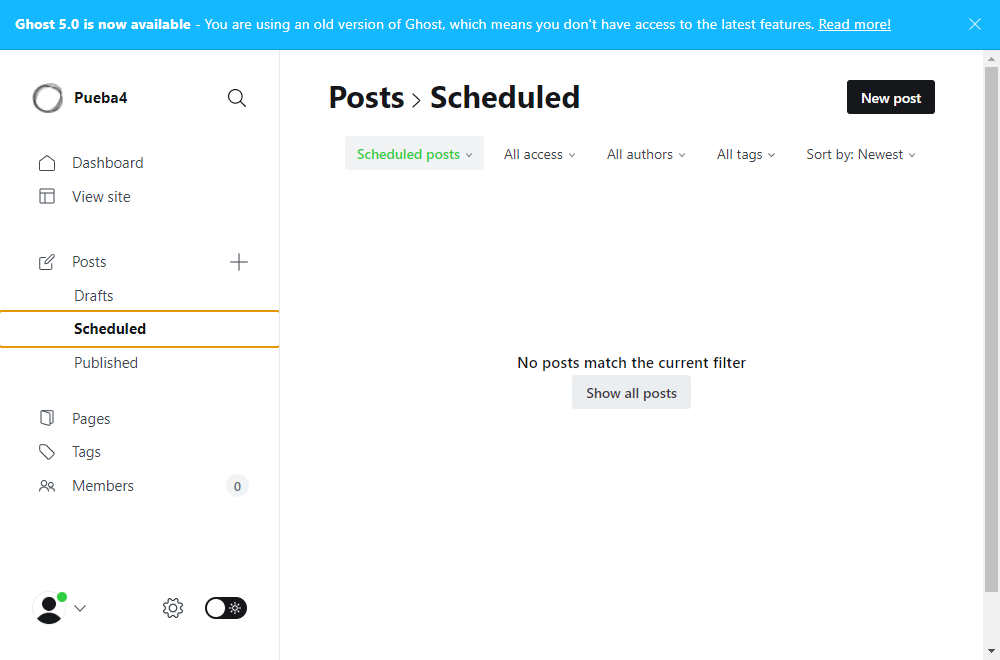 Ghost 5.0 is now available - You are using an old version of Ghost, which means you don't have access to the latest features. Read more!
Pueba4
Dashboard
View site
Posts
Drafts
Scheduled
Published
Pages
Tags
Members
0
Posts > Scheduled
New post
Scheduled posts
All access
All authors
All tags
Sort by: Newest
No posts match the current filter
Show all posts